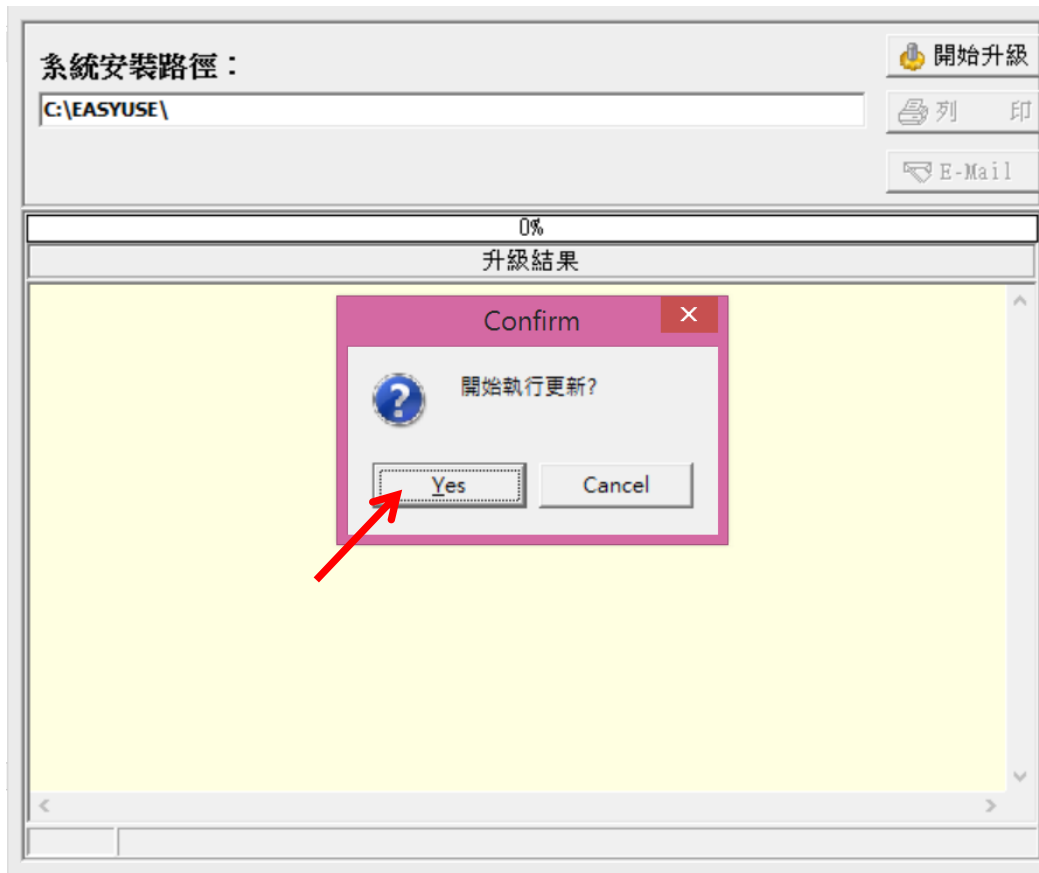 系統安裝路徑：
C:\EASYUSE\
開始升級
列 印
E-Mail
0%
升級結果
Confirm
開始執行更新?
Yes
Cancel